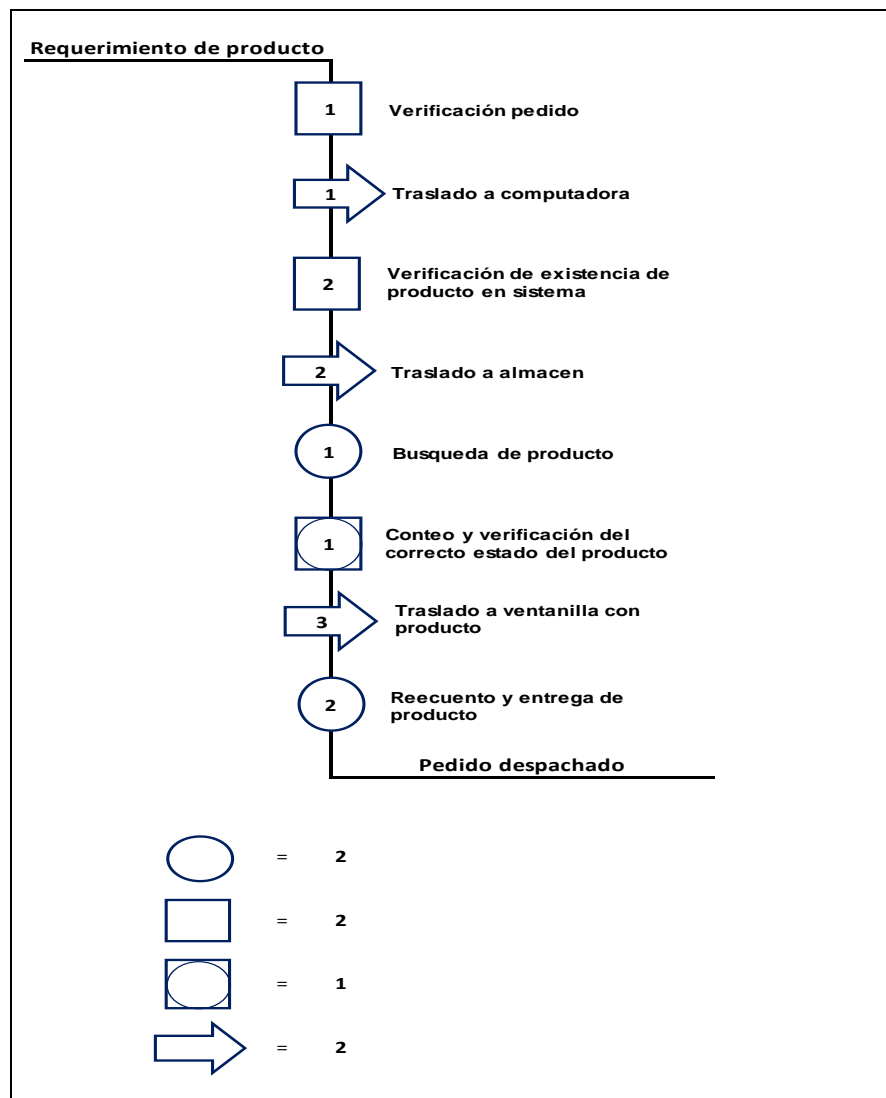 Requerimiento de producto
1 Verificación pedido
1 Traslado a computadora
Verificación de existencia de
2
producto en sistema
2 Traslado a almacen
1 Busqueda de producto
Conteo y verificación del
1
correcto estado del producto
Traslado a ventanilla con
3
producto
Reecuento y entrega de
2
producto
Pedido despachado
= 2
= 2
= 1
= 2